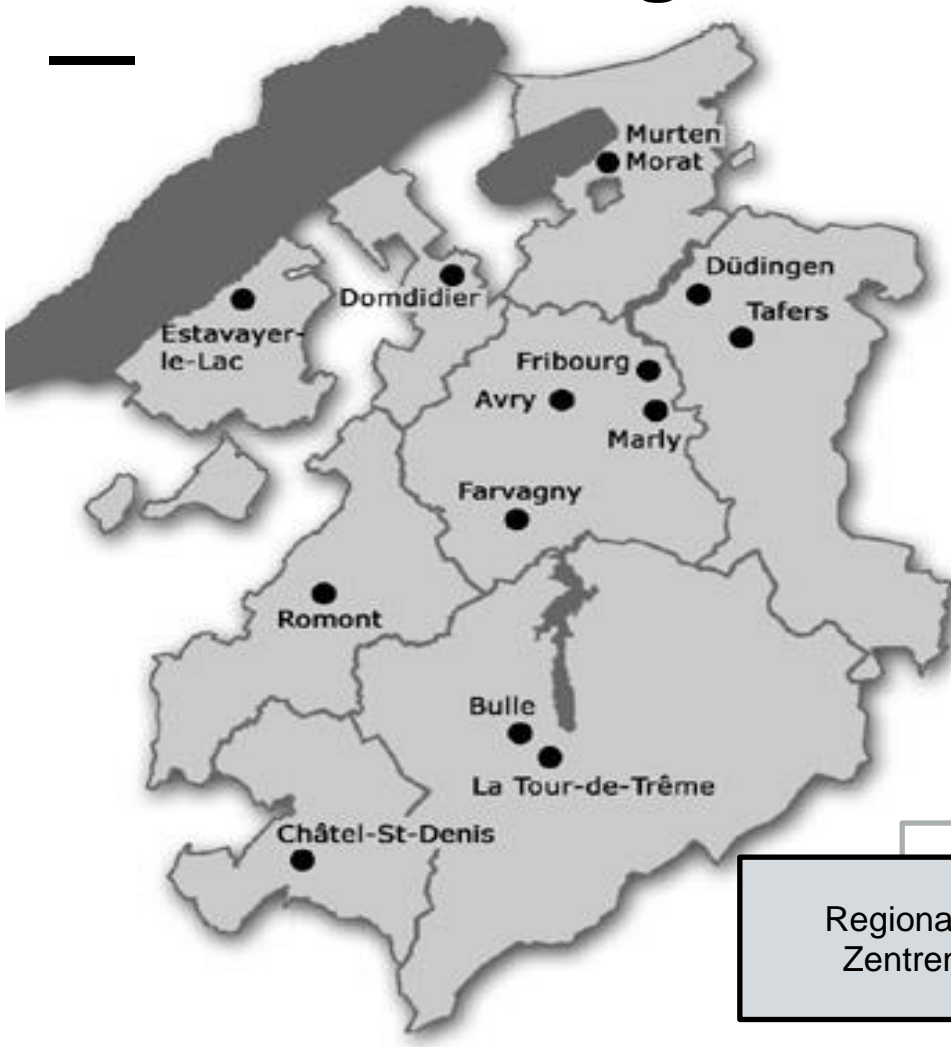 Murten
Morat
Düdingen
Domdidier
Tafers
Estavayer-
le-Lac
Fribourg
Avry
Marly
Farvagny
Romont
Bulle
La Tour-de-Trême
Châtel-St-Denis
Regiona
Zentren